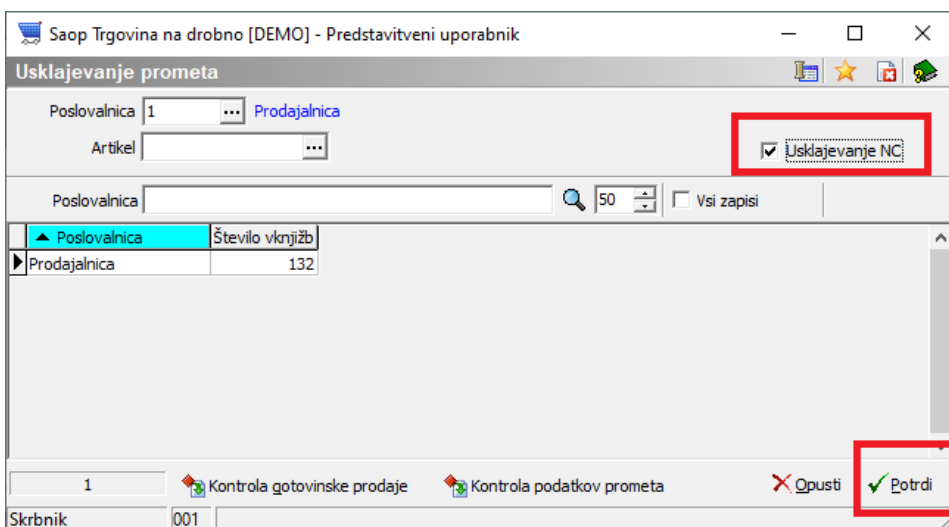 Saop Trgovina na drobno [DEMO] - Predstavitveni uporabnik
Usklajevanje prometa
Poslovalnica 1 ... Prodajalnica
Artikel ...
Usklajevanje NC
Poslovalnica 50 Vsi zapisi
Poslovalnica Število vknjižb
Prodajalnica 132
1 Kontrola gotovinske prodaje Kontrola podatkov prometa Opusti Potrdi
Skrbnik 001